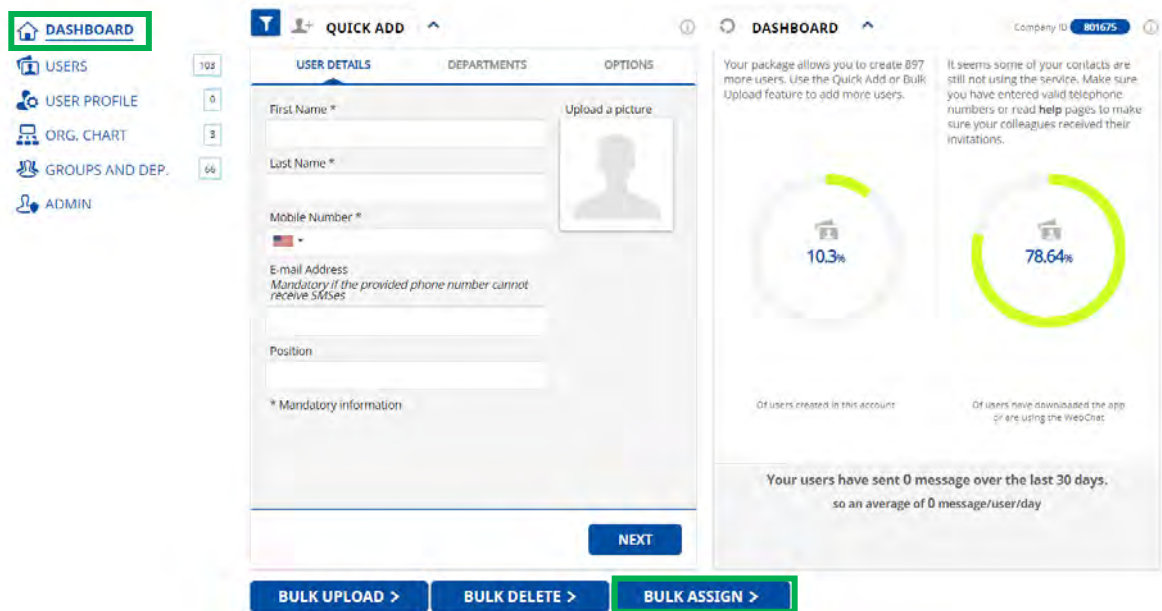 DASHBOARD
USERS 103
USER PROFILE 0
ORG. CHART 3
GROUPS AND DEP. 66
ADMIN
QUICK ADD
USER DETAILS DEPARTMENTS OPTIONS
First Name *
Upload a picture
Last Name *
Mobile Number *
E-mail Address
Mandatory if the provided phone number cannot
receive SMSes
Position
* Mandatory information
NEXT
DASHBOARD
Company ID 801675
Your package allows you to create 897
more users. Use the Quick Add or Bulk
Upload feature to add more users.
It seems some of your contacts are
still not using the service. Make sure
you have entered valid telephone
numbers or read help pages to make
sure your colleagues received their
invitations.
10.3%
78.64%
Of users created in this account
Of users have downloaded the app
or are using the WebChat
Your users have sent 0 message over the last 30 days.
so an average of 0 message/user/day
BULK UPLOAD > BULK DELETE > BULK ASSIGN >